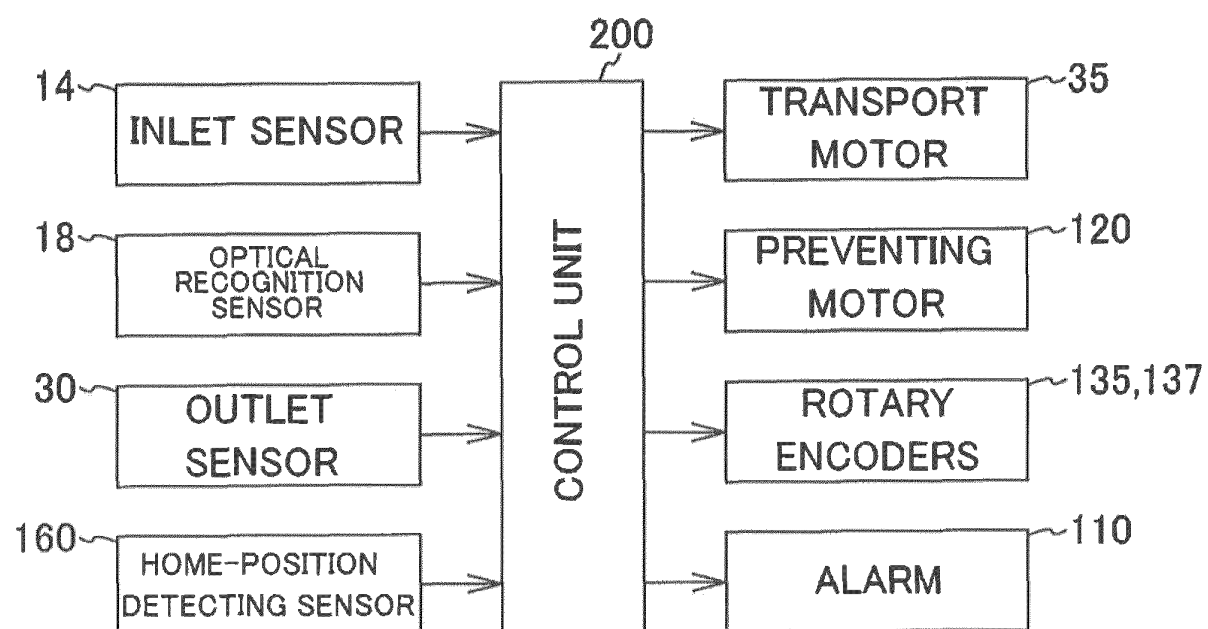 200
14
INLET SENSOR
18
OPTICAL
RECOGNITION
SENSOR
30
OUTLET
SENSOR
160
HOME-POSITION
DETECTING SENSOR
CONTROL UNIT
TRANSPORT
MOTOR
35
PREVENTING
MOTOR
120
ROTARY
ENCODERS
135,137
ALARM
110